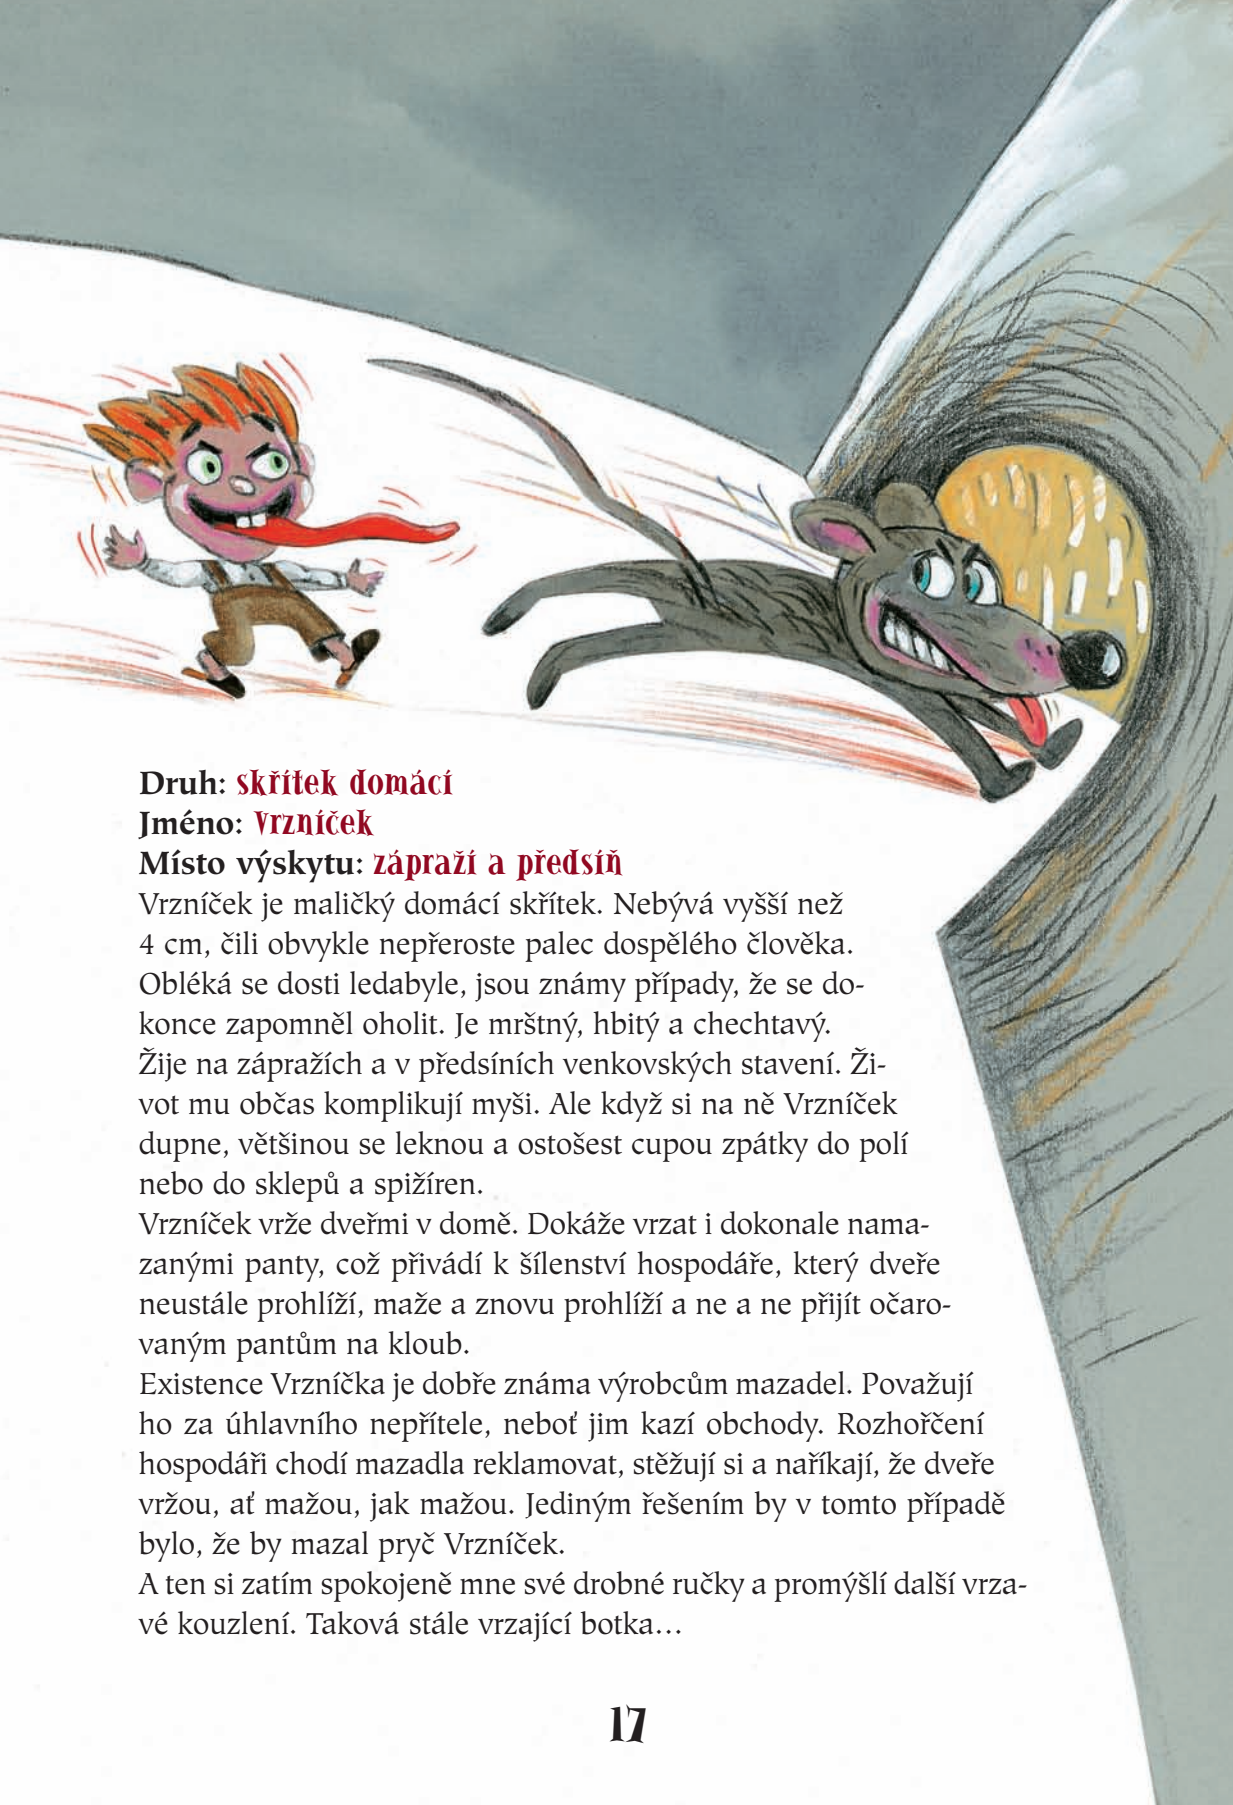 Druh: skřítek domácí
Jméno: Vrzníček
Místo výskytu: zápraží a předsíň
Vrzníček je maličký domácí skřítek. Nebývá vyšší než
4 cm, čili obvykle nepřeroste palec dospělého člověka.
Obléká se dosti ledabyle, jsou známy případy, že se do-
konce zapomněl oholit. Je mrštný, hbitý a chechtavý.
Žije na zápražích a v předsíních venkovských stavení. Ži-
vot mu občas komplikují myši. Ale když si na ně Vrzníček
dupne, většinou se leknou a ostošest cupou zpátky do polí
nebo do sklepů a spižíren.
Vrzníček vrže dveřmi v domě. Dokáže vrzat i dokonale nama-
zanými panty, což přivádí k šílenství hospodáře, který dveře
neustále prohlíží, maže a znovu prohlíží a ne a ne přijít očaro-
vaným pantům na kloub.
Existence Vrzníčka je dobře známa výrobcům mazadel. Považují
ho za úhlavního nepřítele, neboť jim kazí obchody. Rozhořčení
hospodáři chodí mazadla reklamovat, stěžují si a naříkají, že dveře
vržou, ať mažou, jak mažou. Jediným řešením by v tomto případě
bylo, že by mazal pryč Vrzníček.
A ten si zatím spokojeně mne své drobné ručky a promýšlí další vrza-
vé kouzlení. Taková stále vrzající botka…
17